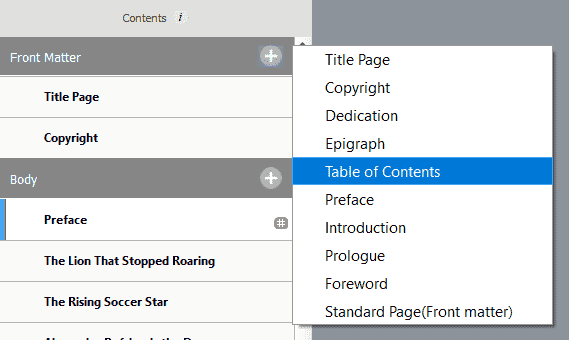 Contents i
Front Matter
Title Page
Copyright
Body
Preface
#
The Lion That Stopped Roaring
The Rising Soccer Star
Title Page
Copyright
Dedication
Epigraph
Table of Contents
Preface
Introduction
Prologue
Foreword
Standard Page(Front matter)